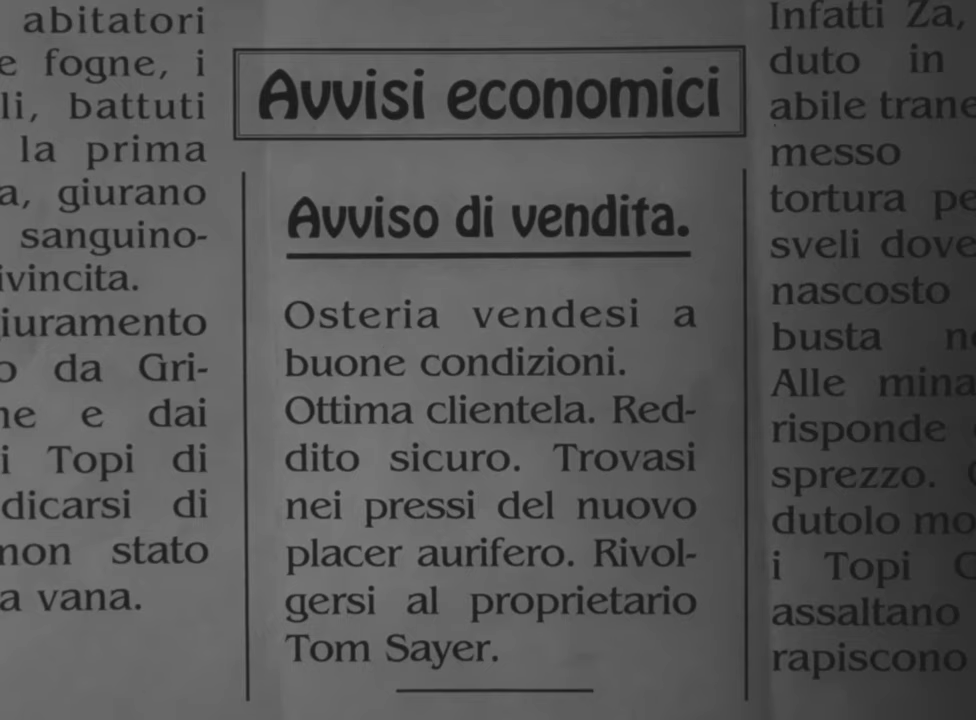 abitatori
e fogne, i
li, battuti
la prima
a, giurano
sanguino-
ivincita.
iuramento
o da Gri-
ne e dai
i Topi di
dicarsi di
non stato
a vana.
Avvisi economici
Avviso di vendita.
Osteria vendesi a
buone condizioni.
Ottima clientela. Red-
dito sicuro. Trovasi
nei pressi del nuovo
placer aurifero. Rivol-
gersi al proprietario
Tom Sayer.
Infatti Za,
duto in
abile tran
messo
tortura pe
sveli dove
nascosto
busta n
Alle mina
risponde
sprezzo.
dutolo mo
i Topi
assaltano
rapiscono